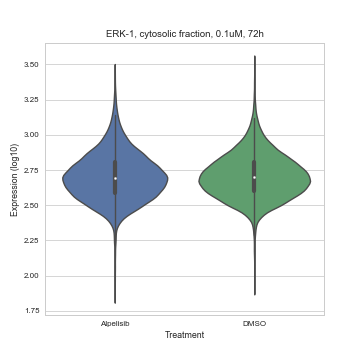 ERK-1, cytosolic fraction, 0.1uM, 72h
3.50
3.25
3.00
2.75
2.50
2.25
2.00
1.75
Expression (log10)
Alpelisib
DMSO
Treatment